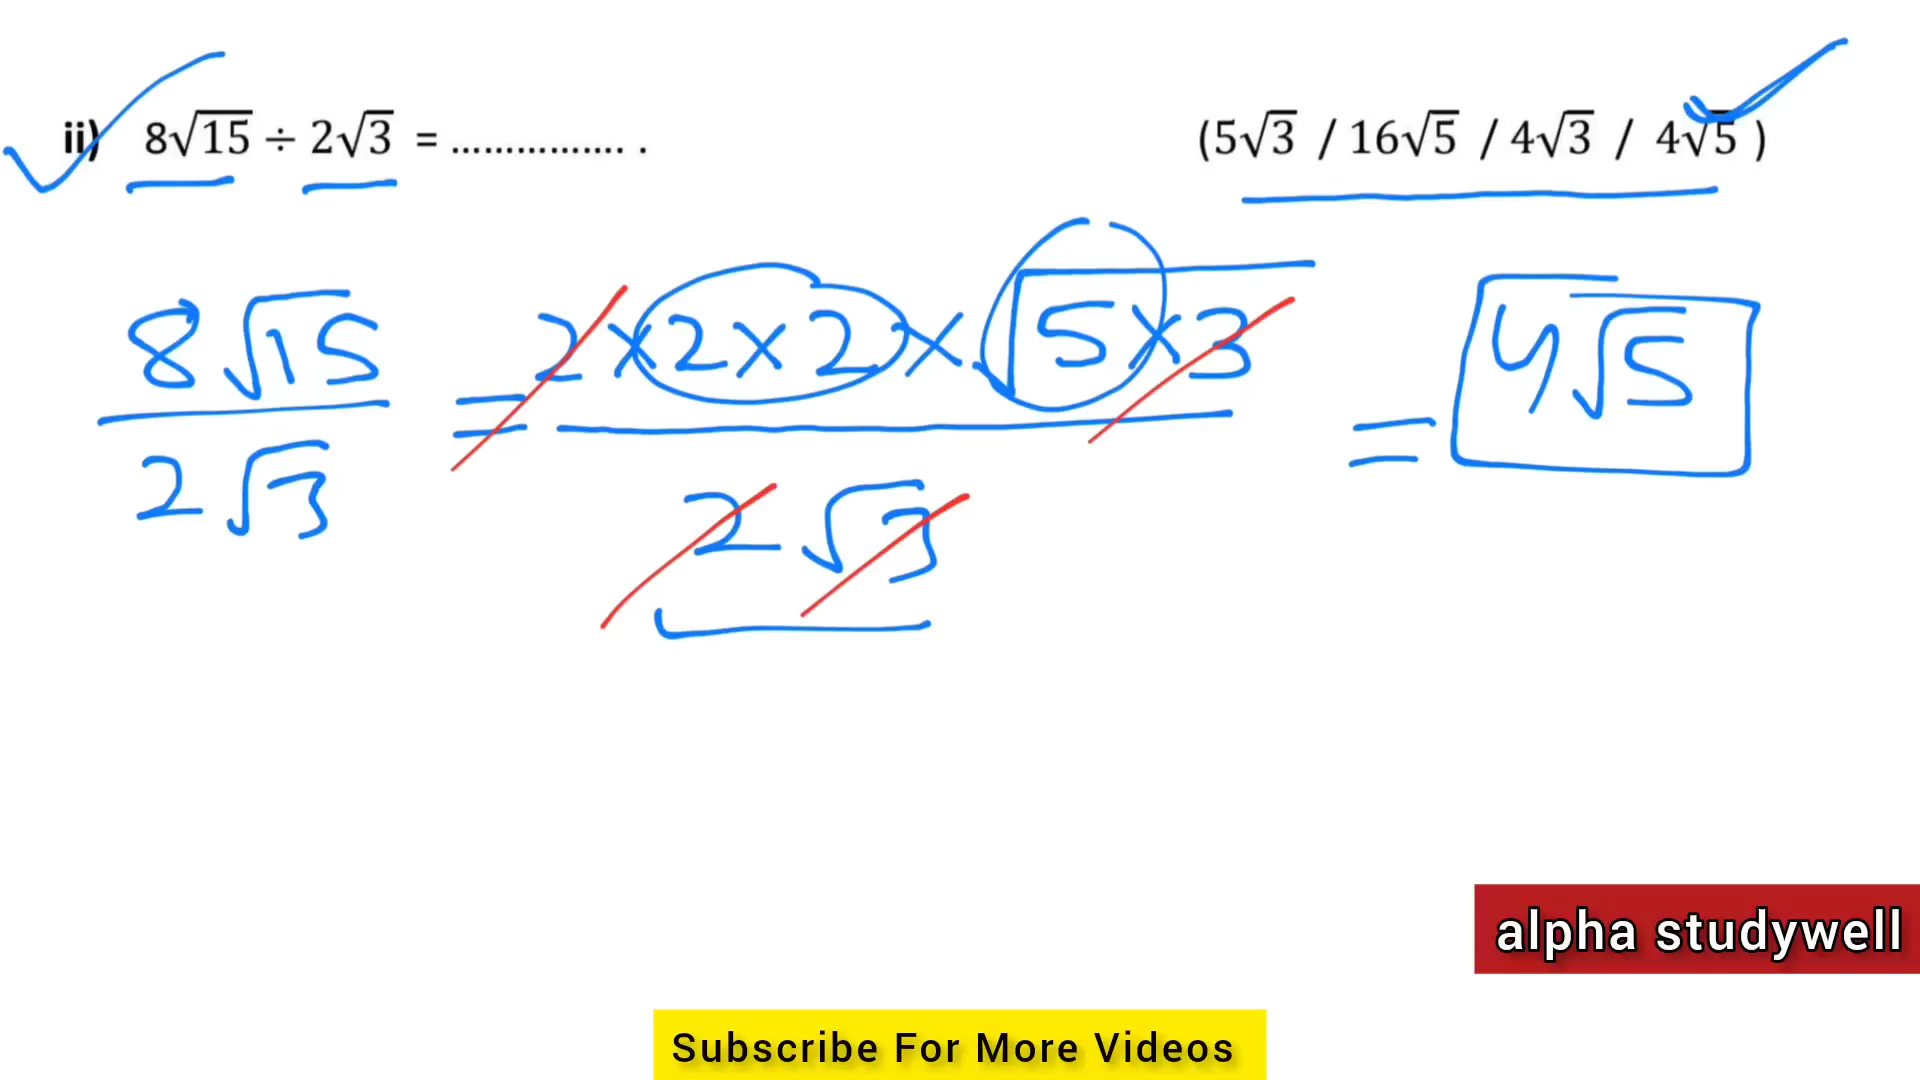 ii) 8√15 ÷ 2√3 = ................ . (5√3 / 16√5 / 4√3 / 4√5 )
8√15 / 2√3 = 2×2×2×√5×3 / 2√3 = 4√5
alpha studywell
Subscribe For More Videos